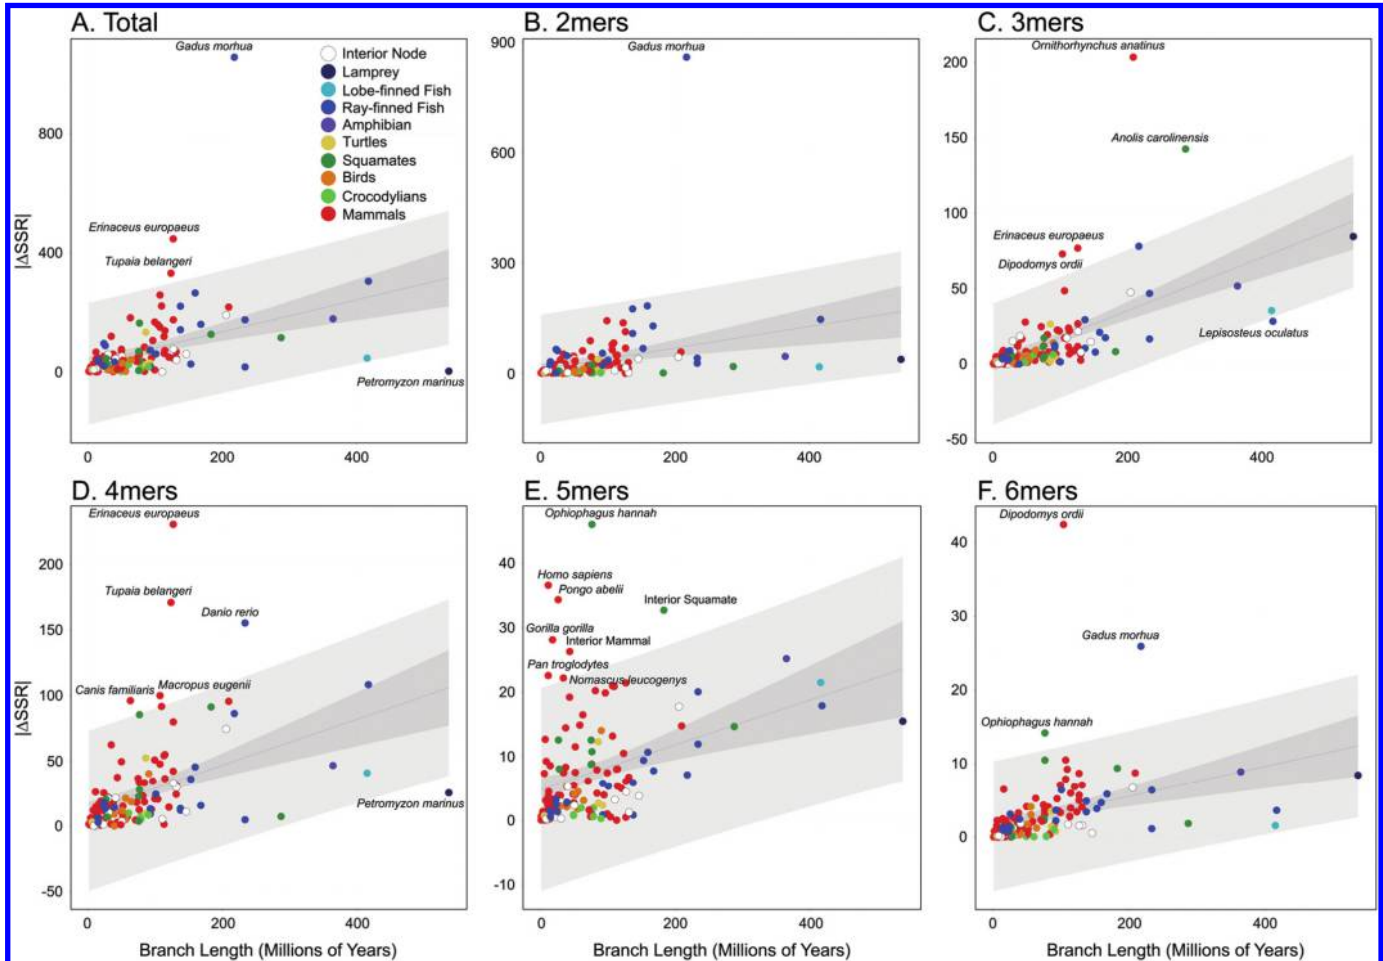 A. Total
Gadus morhua
Interior Node
Lamprey
Lobe-finned Fish
Ray-finned Fish
Amphibian
Turtles
Squamates
Birds
Crocodylians
Mammals
800
400
0
|ΔSSR|
Erinaceus europaeus
Tupaia belangeri
Petromyzon marinus
0 200 400
B. 2mers
900
600
300
0
Gadus morhua
0 200 400
C. 3mers
200
150
100
50
0
-50
Ornithorhynchus anatinus
Anolis carolinensis
Erinaceus europaeus
Dipodomys ordii
Lepisosteus oculatus
0 200 400
D. 4mers
200
150
100
50
0
-50
|ΔSSR|
Erinaceus europaeus
Tupaia belangeri
Danio rerio
Canis familiaris
Macropus eugenii
Petromyzon marinus
0 200 400
Branch Length (Millions of Years)
E. 5mers
40
30
20
10
0
-10
Ophiophagus hannah
Homo sapiens
Pongo abelii
Interior Squamate
Gorilla gorilla
Interior Mammal
Pan troglodytes
Nomascus leucogenys
0 200 400
Branch Length (Millions of Years)
F. 6mers
40
30
20
10
0
Dipodomys ordii
Gadus morhua
Ophiophagus hannah
0 200 400
Branch Length (Millions of Years)